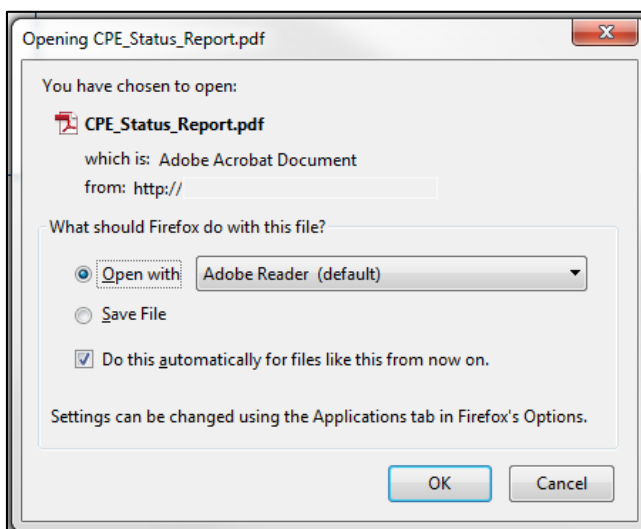 Opening CPE_Status_Report.pdf
You have chosen to open:
CPE_Status_Report.pdf
which is: Adobe Acrobat Document
from: http://
What should Firefox do with this file?
Open with Adobe Reader (default)
Save File
Do this automatically for files like this from now on.
Settings can be changed using the Applications tab in Firefox's Options.
OK Cancel